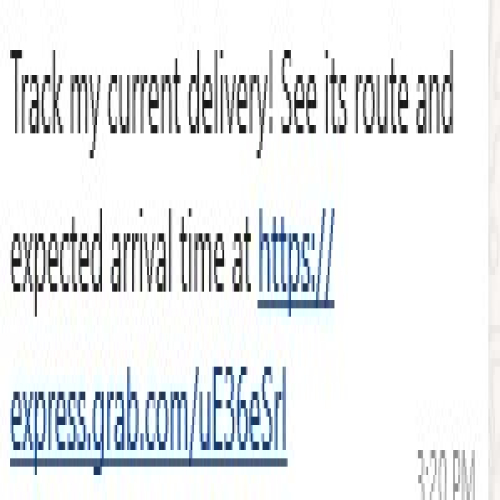 Track my current delivery! See its route and
expected arrival time at https://
express.grab.com/uE36eSrl
3:20 PM